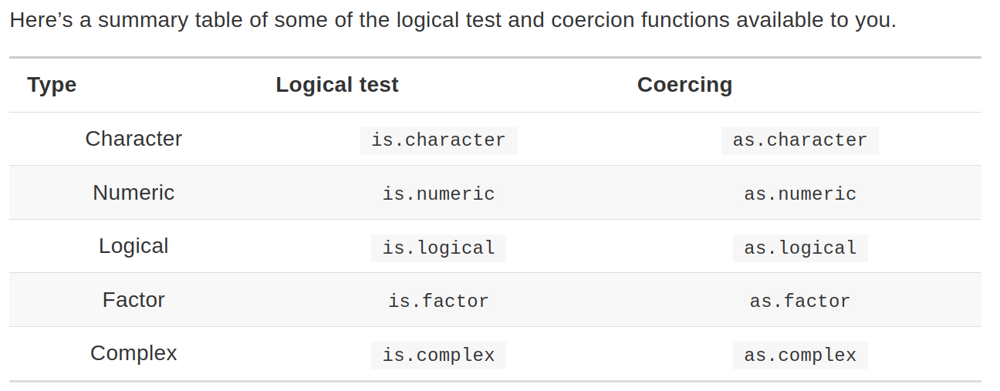 Here’s a summary table of some of the logical test and coercion functions available to you.
Type Logical test Coercing
Character is.character as.character
Numeric is.numeric as.numeric
Logical is.logical as.logical
Factor is.factor as.factor
Complex is.complex as.complex